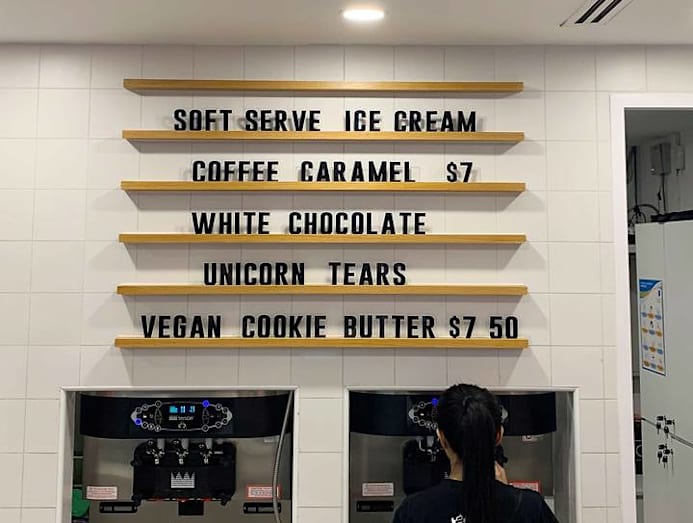 SOFT SERVE ICE CREAM
COFFEE CARAMEL $7
WHITE CHOCOLATE
UNICORN TEARS
VEGAN COOKIE BUTTER $7 50